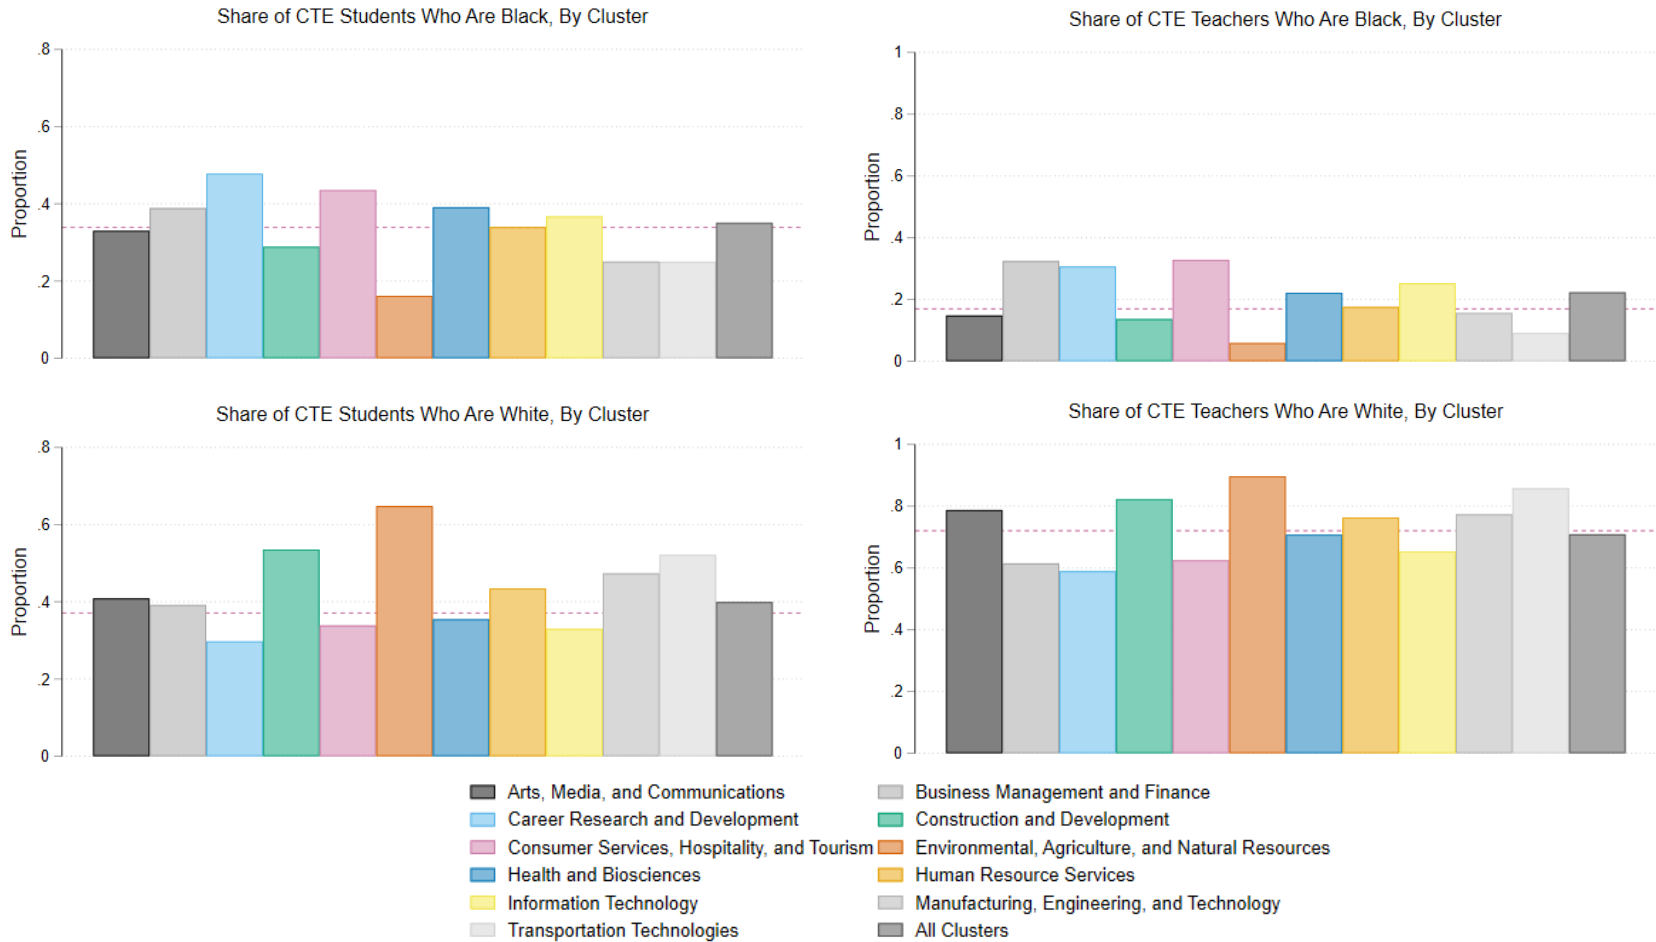 Share of CTE Students Who Are Black, By Cluster
.8
.6
.4
.2
0
Proportion
Share of CTE Teachers Who Are Black, By Cluster
1
.8
.6
.4
.2
0
Proportion
Share of CTE Students Who Are White, By Cluster
.8
.6
.4
.2
0
Proportion
Share of CTE Teachers Who Are White, By Cluster
1
.8
.6
.4
.2
0
Proportion
Arts, Media, and Communications
Business Management and Finance
Career Research and Development
Construction and Development
Consumer Services, Hospitality, and Tourism
Environmental, Agriculture, and Natural Resources
Health and Biosciences
Human Resource Services
Information Technology
Manufacturing, Engineering, and Technology
Transportation Technologies
All Clusters